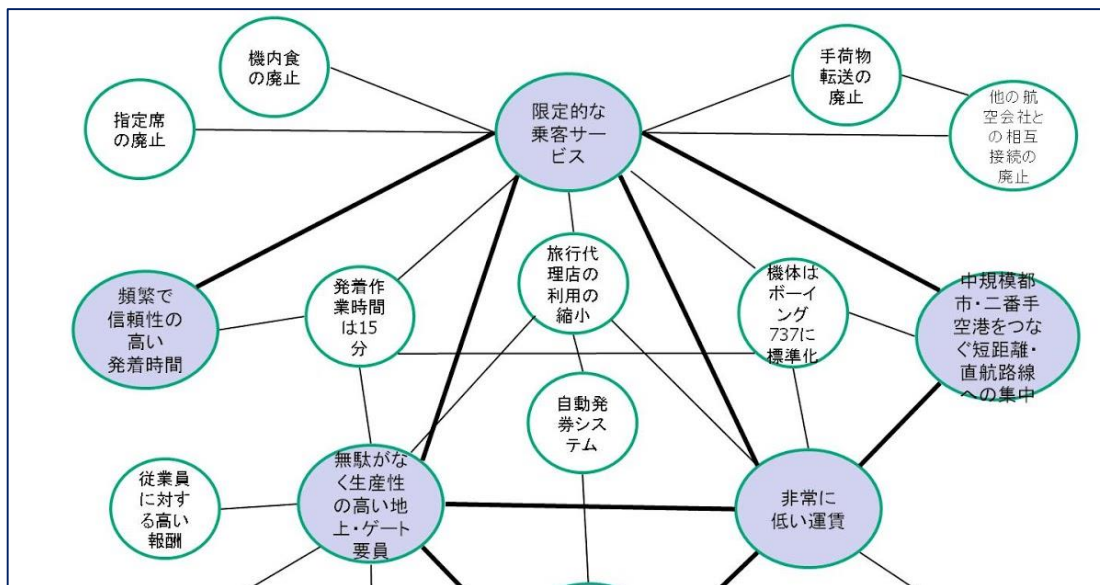 機内食
の廃止
手荷物
転送の
廃止
指定席
の廃止
限定的な
乗客サー
ビス
他の航
空会社と
の相互
接続の
廃止
頻繁で
信頼性の
高い
発着時間
発着作
業時間
は15
分
旅行代
理店の
利用の
縮小
機体は
ボーイ
ング
737に
標準化
中規模都
市・二番手
空港をつな
ぐ短距離・
直航路線
への集中
自動発
券シス
テム
従業員
に対す
る高い
報酬
無駄がな
く生産性
の高い地
上・ゲート
要員
非常に
低い運賃